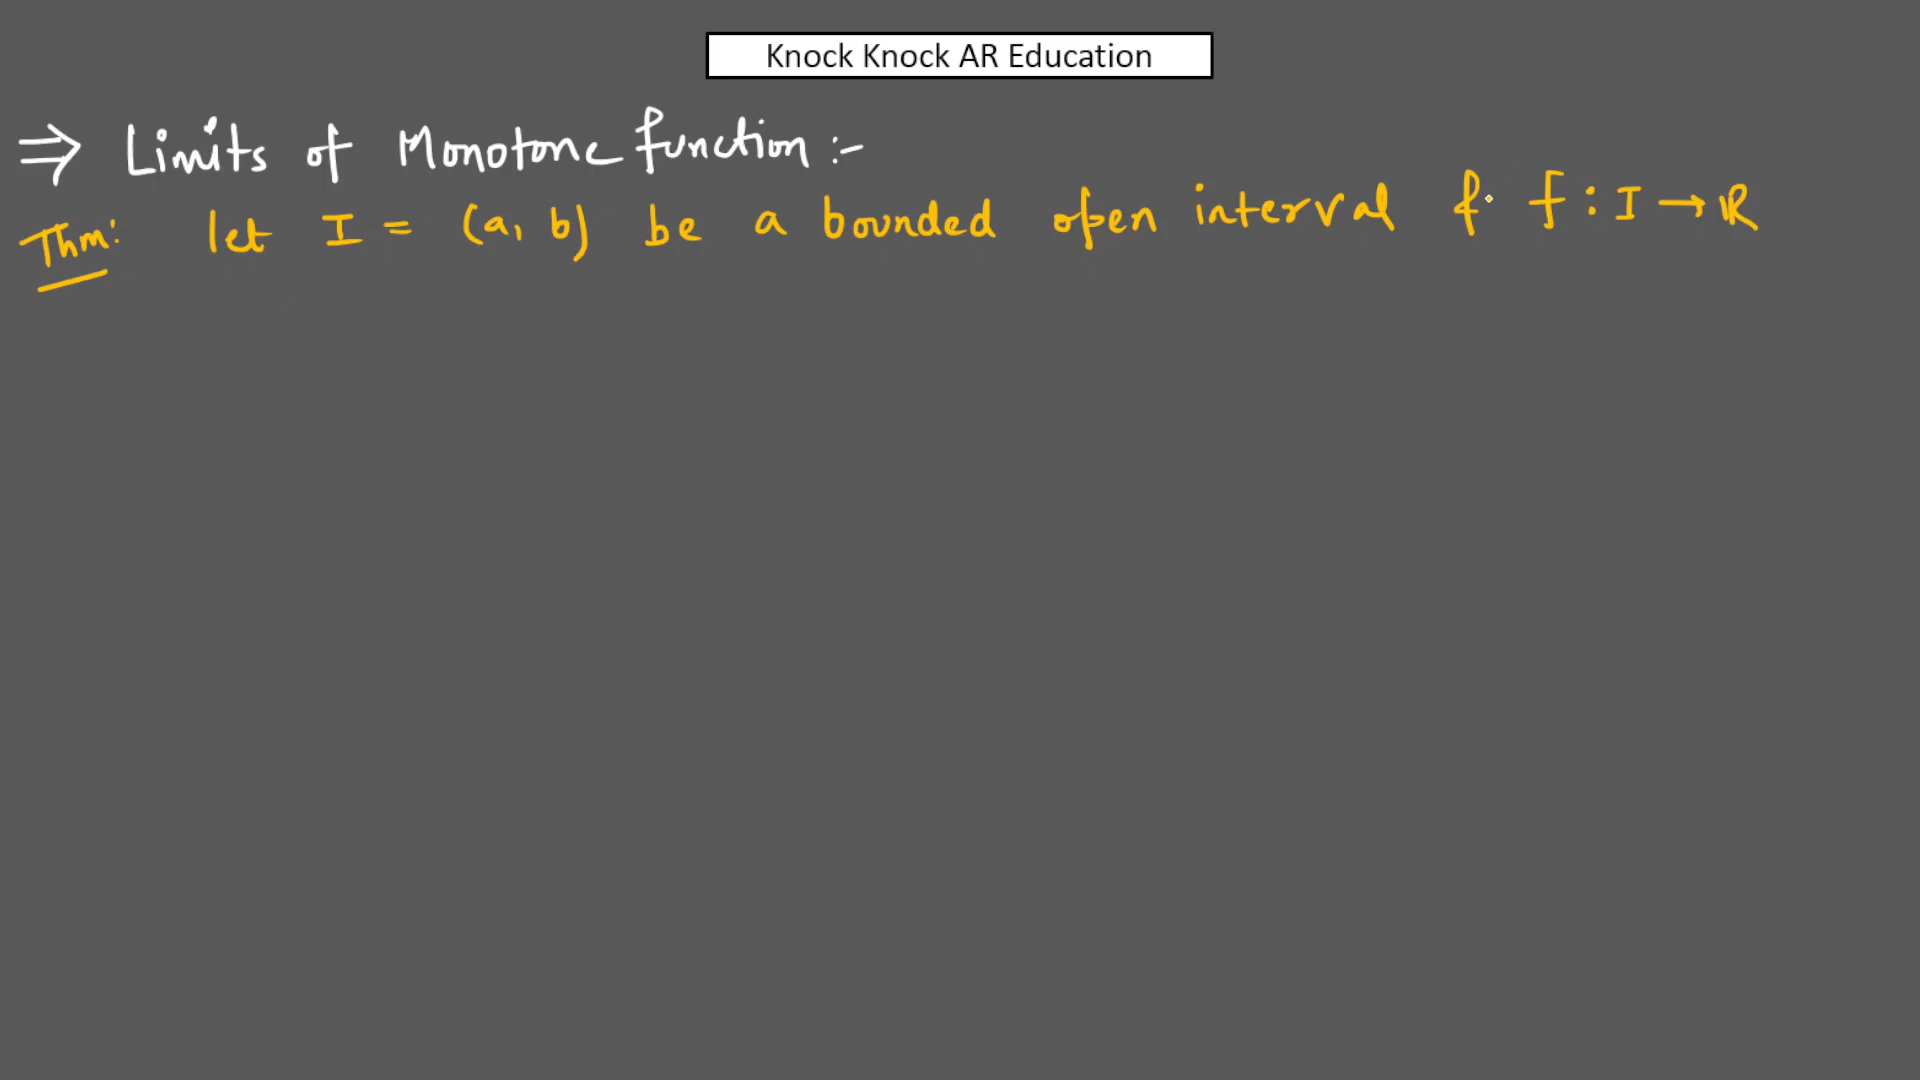 Knock Knock AR Education
⇒ Limits of Monotone function :-
Thm: let I = (a, b) be a bounded open interval & f : I → ℝ